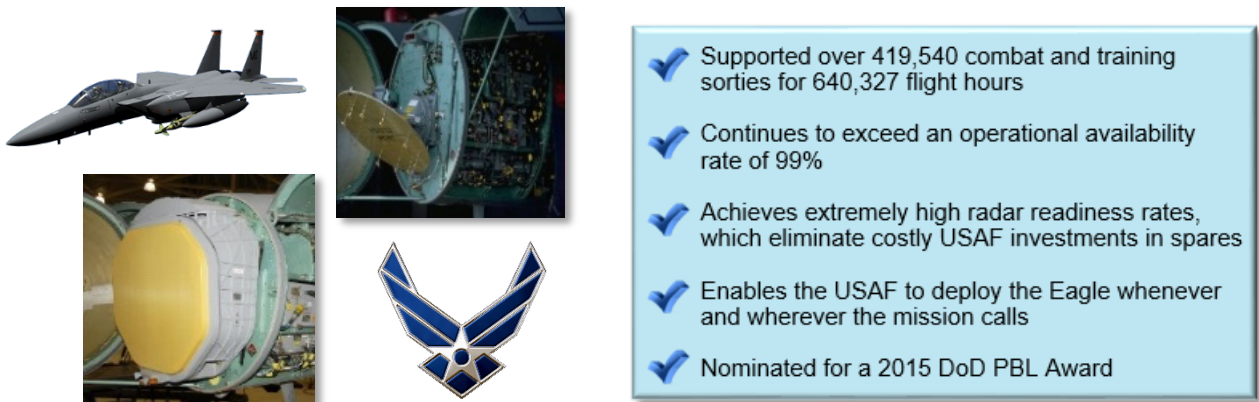 Supported over 419,540 combat and training
sorties for 640,327 flight hours
Continues to exceed an operational availability
rate of 99%
Achieves extremely high radar readiness rates,
which eliminate costly USAF investments in spares
Enables the USAF to deploy the Eagle whenever
and wherever the mission calls
Nominated for a 2015 DoD PBL Award